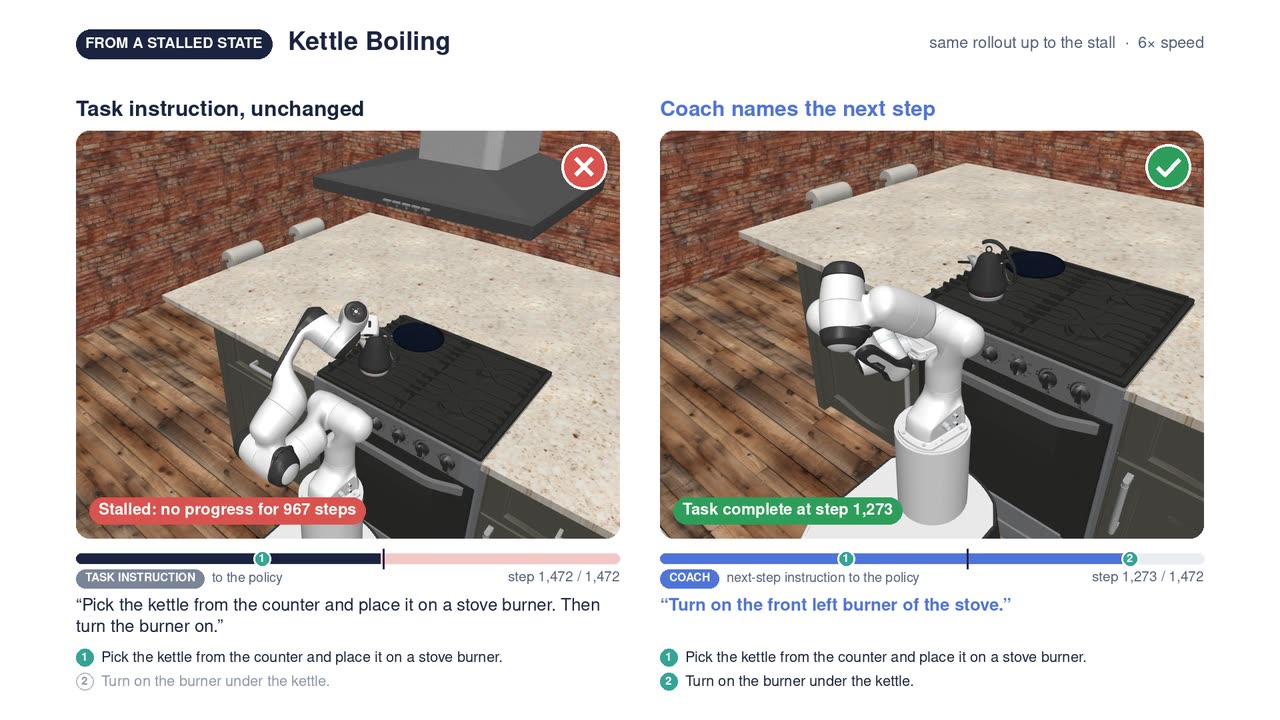 FROM A STALLED STATE Kettle Boiling
same rollout up to the stall · 6× speed
Task instruction, unchanged
Stalled: no progress for 967 steps
1
TASK INSTRUCTION to the policy
step 1,472 / 1,472
“Pick the kettle from the counter and place it on a stove burner. Then
turn the burner on.”
1 Pick the kettle from the counter and place it on a stove burner.
2 Turn on the burner under the kettle.
Coach names the next step
Task complete at step 1,273
1 2
COACH next-step instruction to the policy
step 1,273 / 1,472
“Turn on the front left burner of the stove.”
1 Pick the kettle from the counter and place it on a stove burner.
2 Turn on the burner under the kettle.